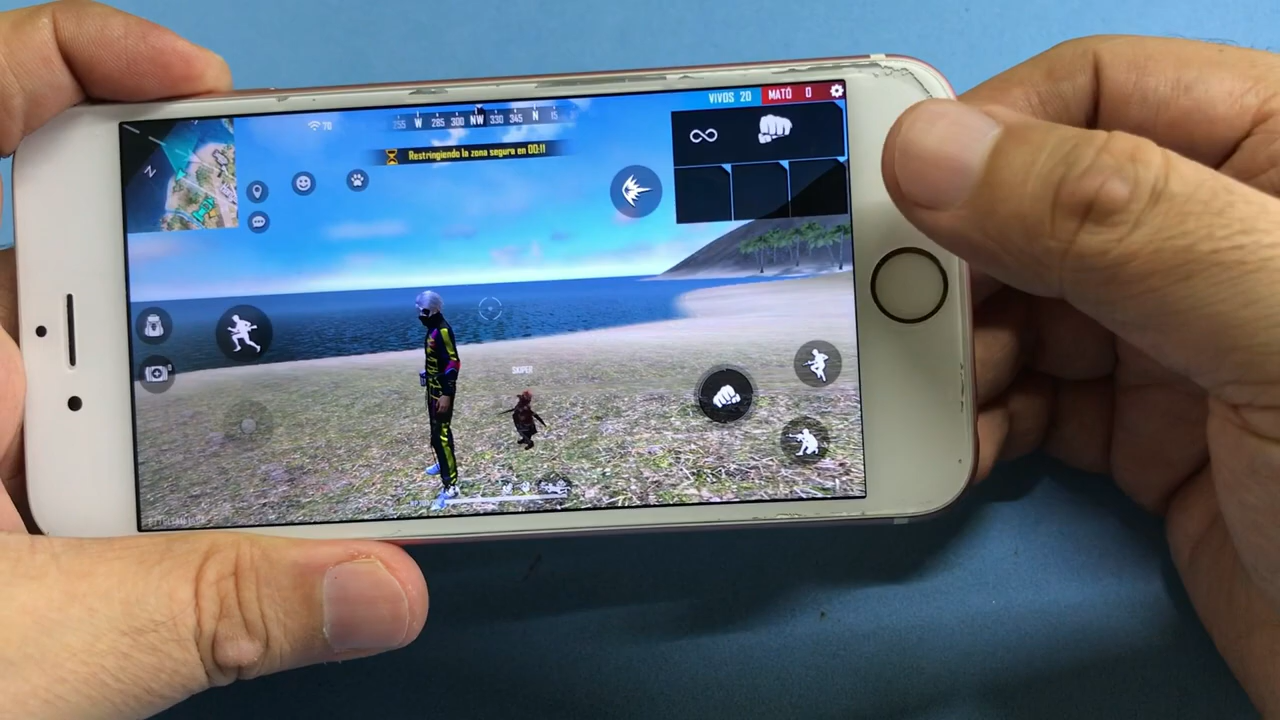 VIVOS 20 MATÓ 0
70
255 W 285 300 NW 330 345 N 15
Restringiendo la zona segura en 00:11
N
SKIPER